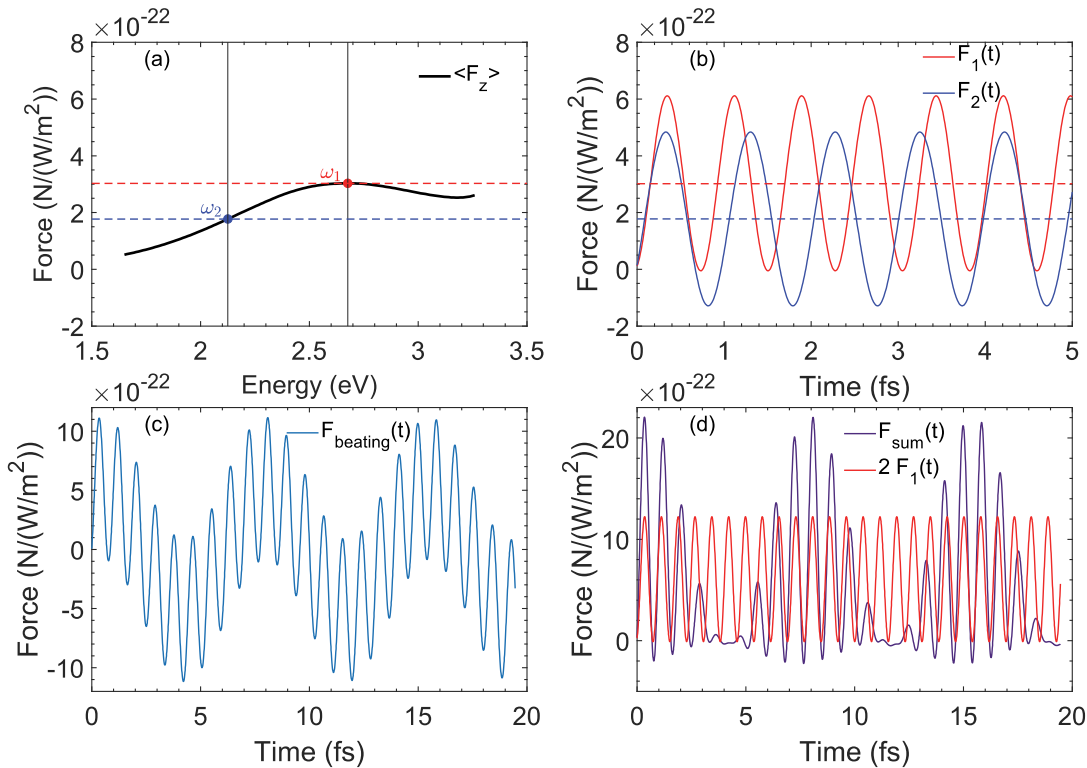 ×10^-22
(a)
<F_z>
ω_1
ω_2
8
6
4
2
0
-2
Force (N/(W/m^2))
1.5 2 2.5 3 3.5
Energy (eV)
×10^-22
(b)
F_1(t)
F_2(t)
8
6
4
2
0
-2
Force (N/(W/m^2))
0 1 2 3 4 5
Time (fs)
×10^-22
(c)
F_beating(t)
10
5
0
-5
-10
Force (N/(W/m^2))
0 5 10 15 20
Time (fs)
×10^-22
(d)
F_sum(t)
2 F_1(t)
20
10
0
Force (N/(W/m^2))
0 5 10 15 20
Time (fs)